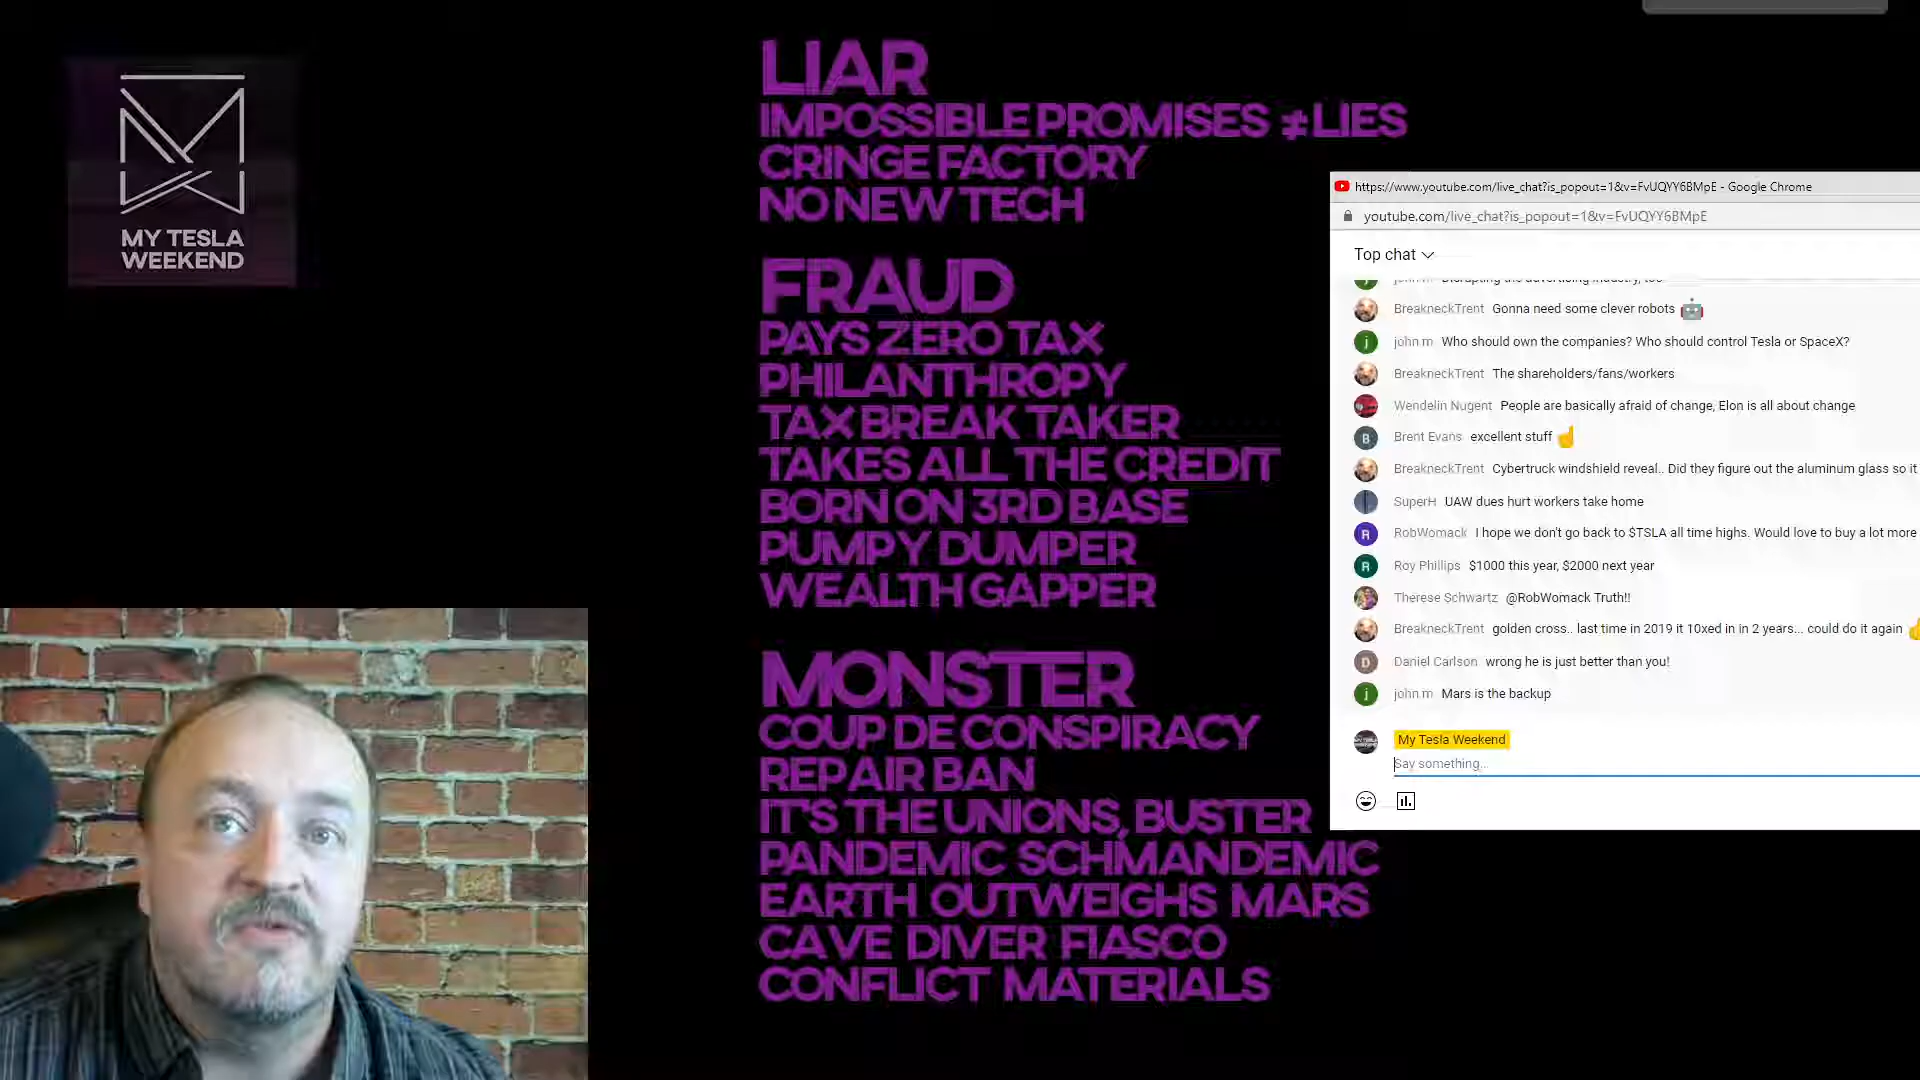 MY TESLA
WEEKEND
LIAR
IMPOSSIBLE PROMISES ≠ LIES
CRINGE FACTORY
NO NEW TECH
FRAUD
PAYS ZERO TAX
PHILANTHROPY
TAX BREAK TAKER
TAKES ALL THE CREDIT
BORN ON 3RD BASE
PUMPY DUMPER
WEALTH GAPPER
MONSTER
COUP DE CONSPIRACY
REPAIR BAN
IT'S THE UNIONS, BUSTER
PANDEMIC SCHMANDEMIC
EARTH OUTWEIGHS MARS
CAVE DIVER FIASCO
CONFLICT MATERIALS
https://www.youtube.com/live_chat?is_popout=1&v=FvUQYY6BMpE - Google Chrome
youtube.com/live_chat?is_popout=1&v=FvUQYY6BMpE
Top chat
john m Disrupting the advertising industry, too
BreakneckTrent Gonna need some clever robots
john m Who should own the companies? Who should control Tesla or SpaceX?
BreakneckTrent The shareholders/fans/workers
Wendelin Nugent People are basically afraid of change, Elon is all about change
Brent Evans excellent stuff
BreakneckTrent Cybertruck windshield reveal.. Did they figure out the aluminum glass so it
SuperH UAW dues hurt workers take home
RobWomack I hope we don't go back to $TSLA all time highs. Would love to buy a lot more
Roy Phillips $1000 this year, $2000 next year
Therese Schwartz @RobWomack Truth!!
BreakneckTrent golden cross.. last time in 2019 it 10xed in in 2 years... could do it again
Daniel Carlson wrong he is just better than you!
john m Mars is the backup
My Tesla Weekend
Say something...